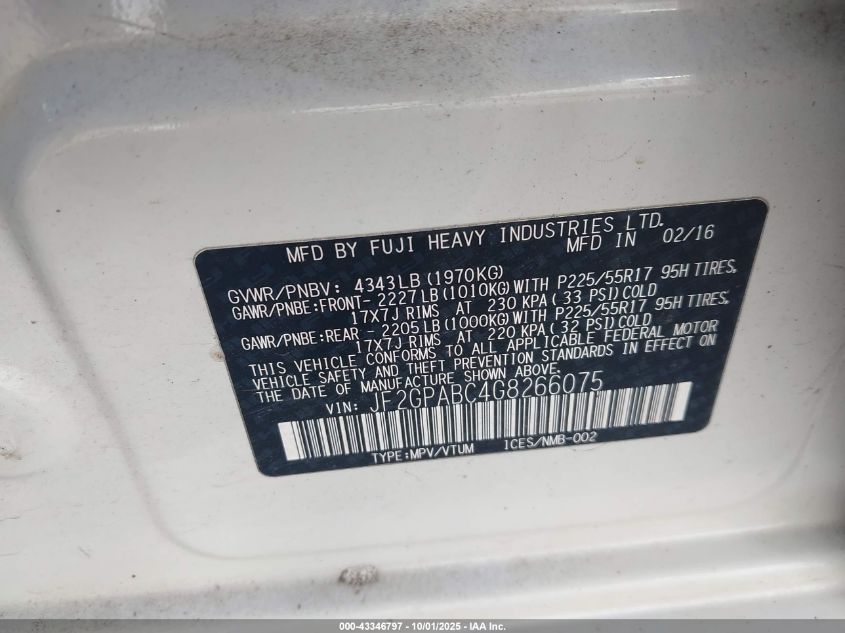 MFD BY FUJI HEAVY INDUSTRIES LTD.
MFD IN 02/16
GVWR/PNBV: 4343LB (1970KG)
GAWR/PNBE:FRONT- 2227LB (1010KG) WITH P225/55R17 95H TIRES,
17X7J RIMS AT 230 KPA ( 33 PSI) COLD
GAWR/PNBE:REAR - 2205LB (1000KG) WITH P225/55R17 95H TIRES,
17X7J RIMS AT 220 KPA ( 32 PSI) COLD
THIS VEHICLE CONFORMS TO ALL APPLICABLE FEDERAL MOTOR
VEHICLE SAFETY AND THEFT PREVENTION STANDARDS IN EFFECT ON
THE DATE OF MANUFACTURE SHOWN ABOVE.
VIN: JF2GPABC4G8266075
TYPE:MPV/VTUM ICES/NMB-002
000-43346797 - 10/01/2025 - IAA Inc.